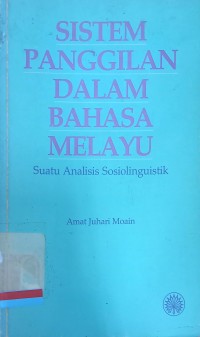 SISTEM
PANGGILAN
DALAM
BAHASA
MELAYU
Suatu Analisis Sosiolinguistik
Amat Juhari Moain